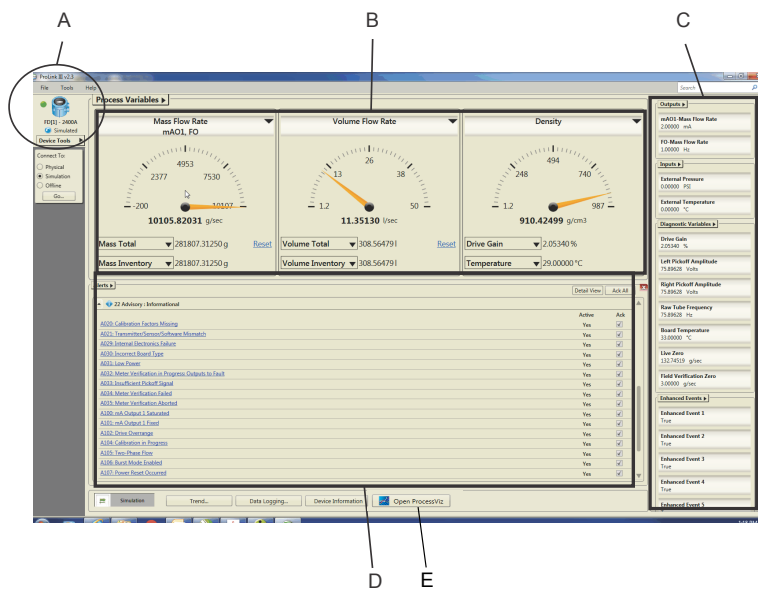 A
B
C
ProLink III v2.3
File Tools Help
Search
FD[1] - 2400A
Simulated
Device Tools
Connect To:
Physical
Simulation
Offline
Go...
Process Variables
Mass Flow Rate
mAO1, FO
4953
2377 7530
-200 10107
10105.82031 g/sec
Mass Total 281807.31250 g Reset
Mass Inventory 281807.31250 g
Volume Flow Rate
26
13 38
1.2 50
11.35130 l/sec
Volume Total 308.56479 l Reset
Volume Inventory 308.56479 l
Density
494
248 740
1.2 987
910.42499 g/cm3
Drive Gain 2.05340 %
Temperature 29.00000 °C
Alerts
Detail View Ack All
22 Advisory : Informational
Active Ack
A020: Calibration Factors Missing Yes
A021: Transmitter/Sensor/Software Mismatch Yes
A029: Internal Electronics Failure Yes
A030: Incorrect Board Type Yes
A031: Low Power Yes
A032: Meter Verification in Progress: Outputs to Fault Yes
A033: Insufficient Pickoff Signal Yes
A034: Meter Verification Failed Yes
A035: Meter Verification Aborted Yes
A100: mA Output 1 Saturated Yes
A101: mA Output 1 Fixed Yes
A102: Drive Overrange Yes
A104: Calibration in Progress Yes
A105: Two-Phase Flow Yes
A106: Burst Mode Enabled Yes
A107: Power Reset Occurred Yes
Simulation Trend... Data Logging... Device Information Open ProcessViz
Outputs
mAO1-Mass Flow Rate
2.00000 mA
FO-Mass Flow Rate
1.00000 Hz
Inputs
External Pressure
0.00000 PSI
External Temperature
0.00000 °C
Diagnostic Variables
Drive Gain
2.05340 %
Left Pickoff Amplitude
75.89628 Volts
Right Pickoff Amplitude
75.89628 Volts
Raw Tube Frequency
75.89628 Hz
Board Temperature
33.00000 °C
Live Zero
132.74519 g/sec
Field Verification Zero
3.00000 g/sec
Enhanced Events
Enhanced Event 1
True
Enhanced Event 2
True
Enhanced Event 3
True
Enhanced Event 4
True
Enhanced Event 5
D
E